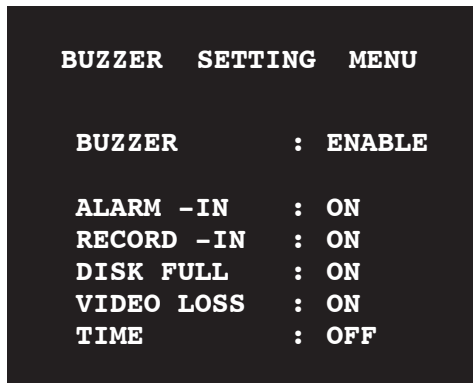 BUZZER SETTING MENU
BUZZER : ENABLE
ALARM -IN : ON
RECORD -IN : ON
DISK FULL : ON
VIDEO LOSS : ON
TIME : OFF